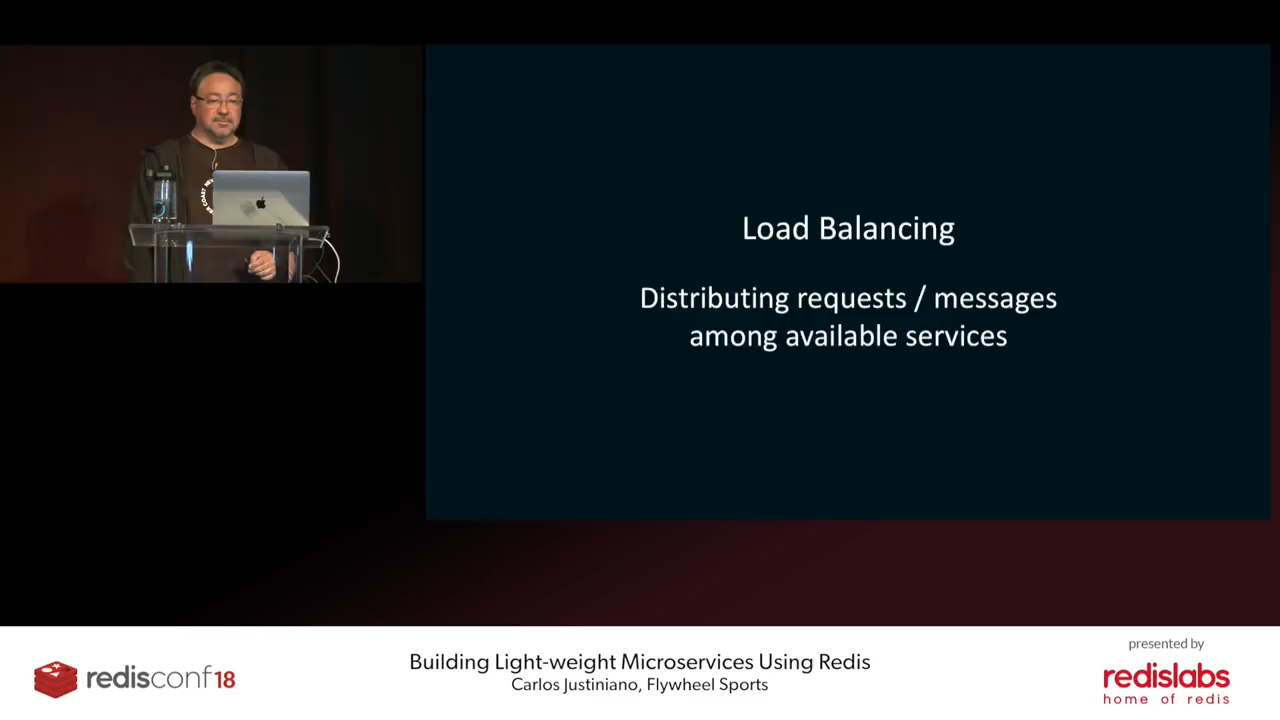 Load Balancing
Distributing requests / messages
among available services
redisconf18
Building Light-weight Microservices Using Redis
Carlos Justiniano, Flywheel Sports
presented by
redislabs
home of redis